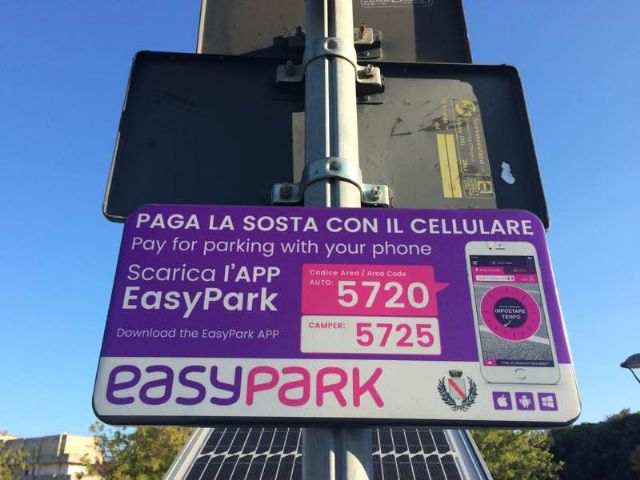 PAGA LA SOSTA CON IL CELLULARE
Pay for parking with your phone
Scarica l'APP
EasyPark
Download the EasyPark APP
Codice Area / Area Code
AUTO: 5720
CAMPER: 5725
IMPOSTARE
TEMPO
easyPARK